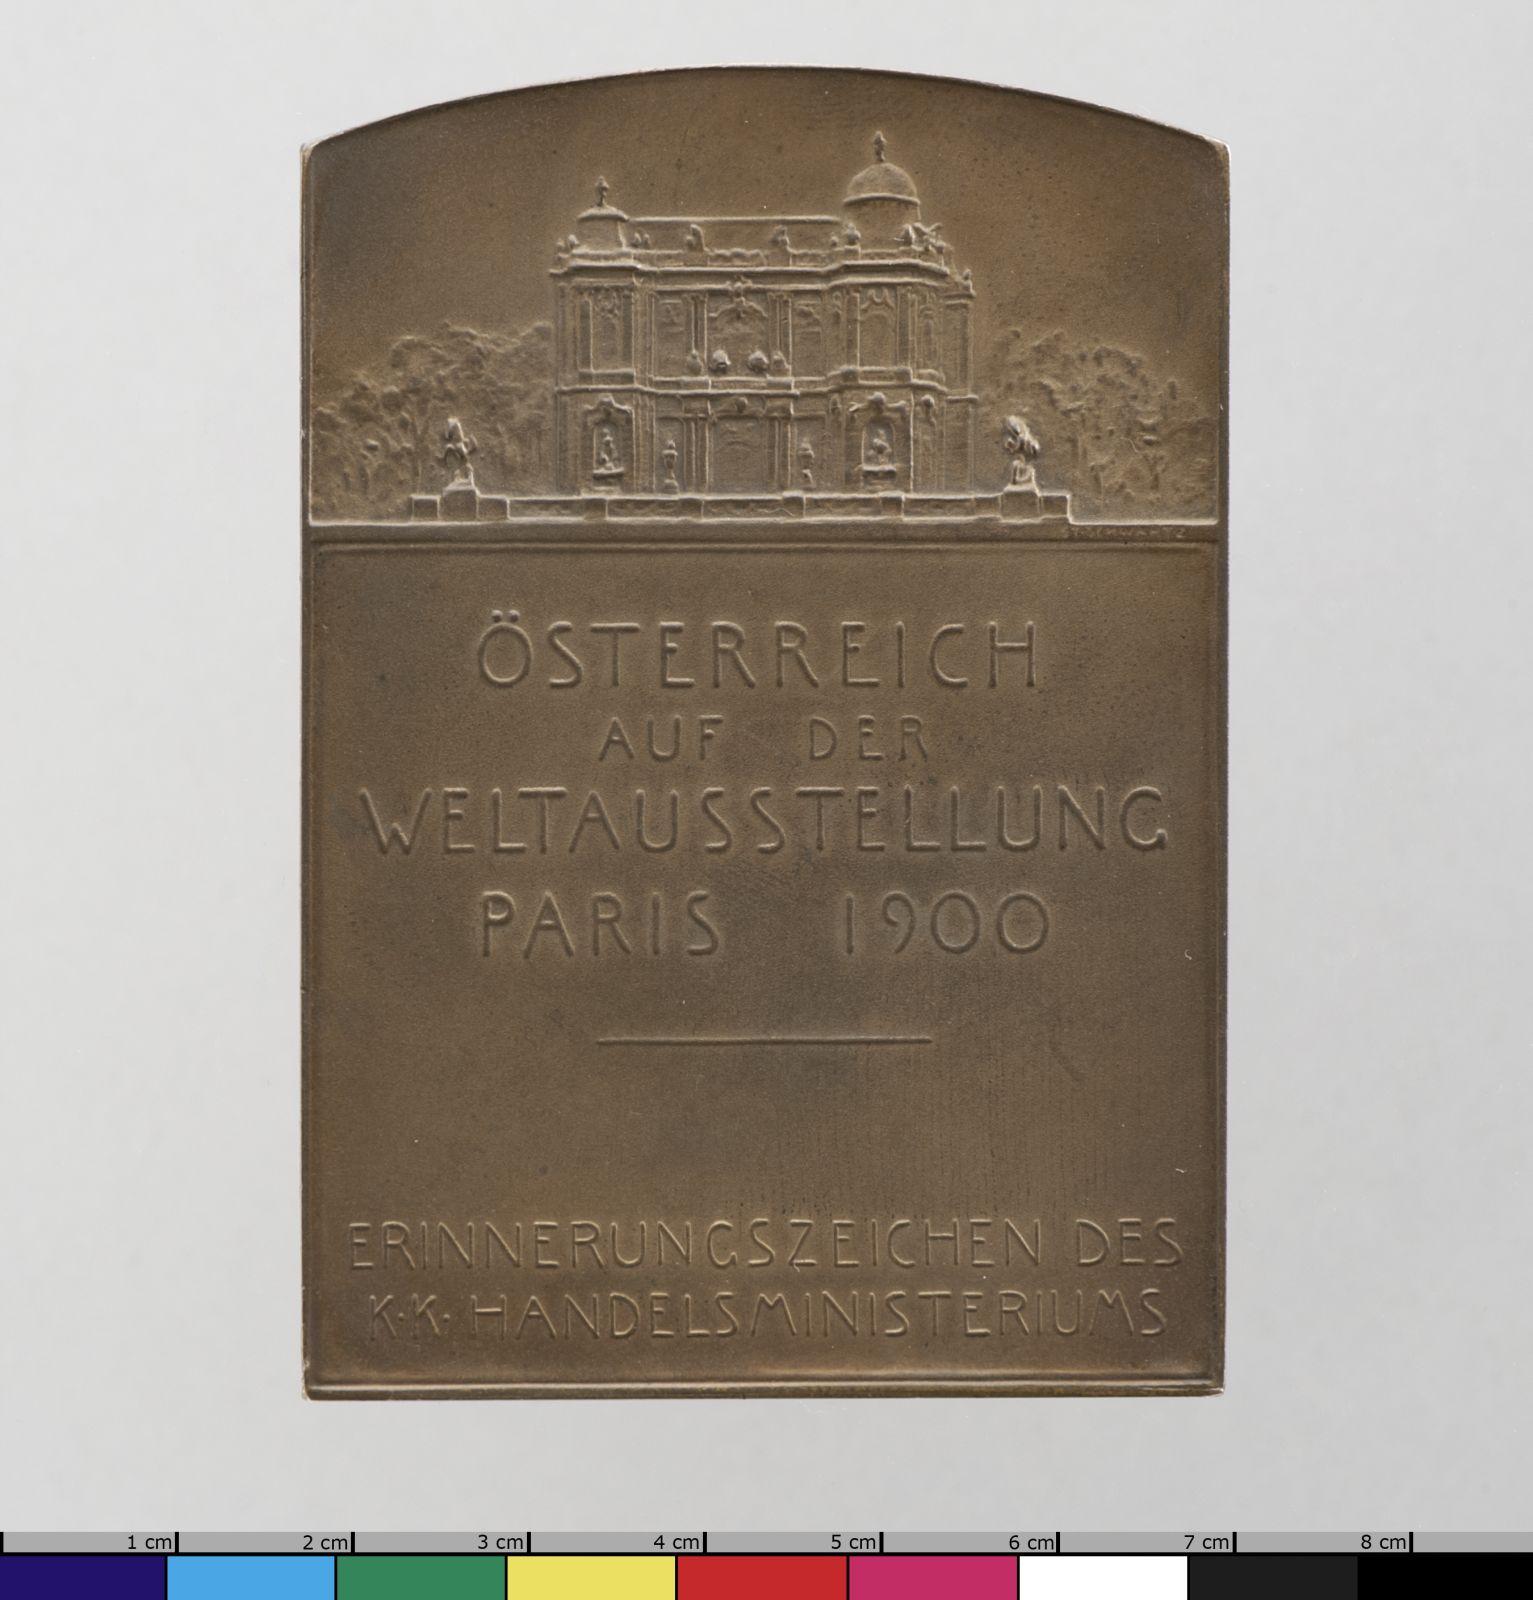 S. SCHWARTZ
ÖSTERREICH
AUF DER
WELTAUSSTELLUNG
PARIS 1900
ERINNERUNGSZEICHEN DES
K·K· HANDELSMINISTERIUMS
1 cm 2 cm 3 cm 4 cm 5 cm 6 cm 7 cm 8 cm